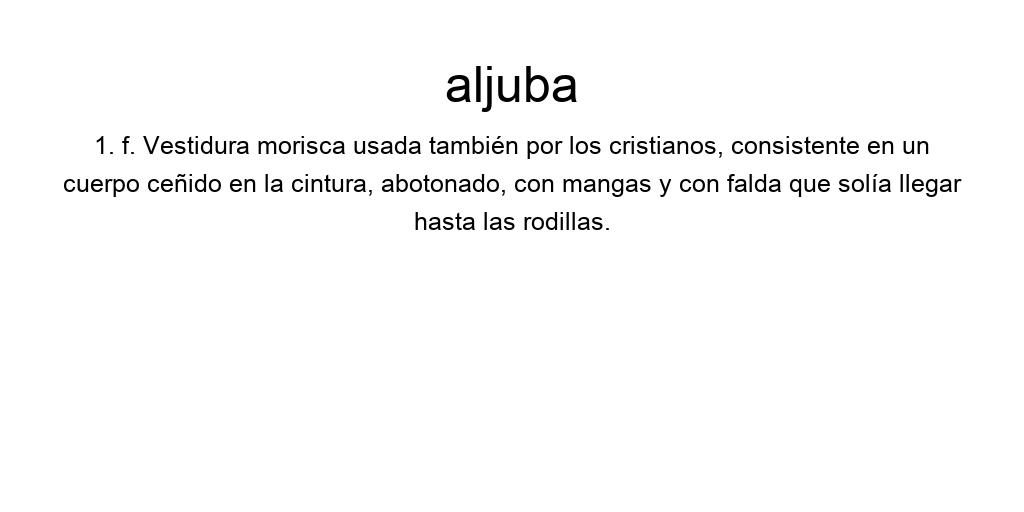 aljuba
1. f. Vestidura morisca usada también por los cristianos, consistente en un
cuerpo ceñido en la cintura, abotonado, con mangas y con falda que solía llegar
hasta las rodillas.